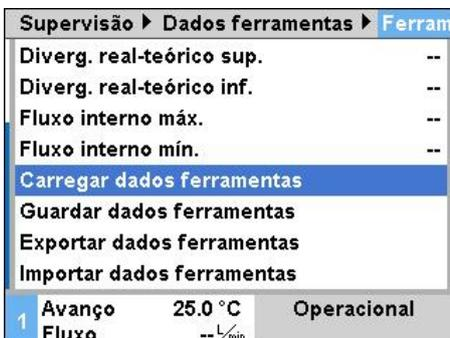 Supervisão ▶ Dados ferramentas ▶ Ferram
Diverg. real-teórico sup. --
Diverg. real-teórico inf. --
Fluxo interno máx. --
Fluxo interno mín. --
Carregar dados ferramentas
Guardar dados ferramentas
Exportar dados ferramentas
Importar dados ferramentas
1 Avanço 25.0 °C Operacional
Fluxo -- L/min